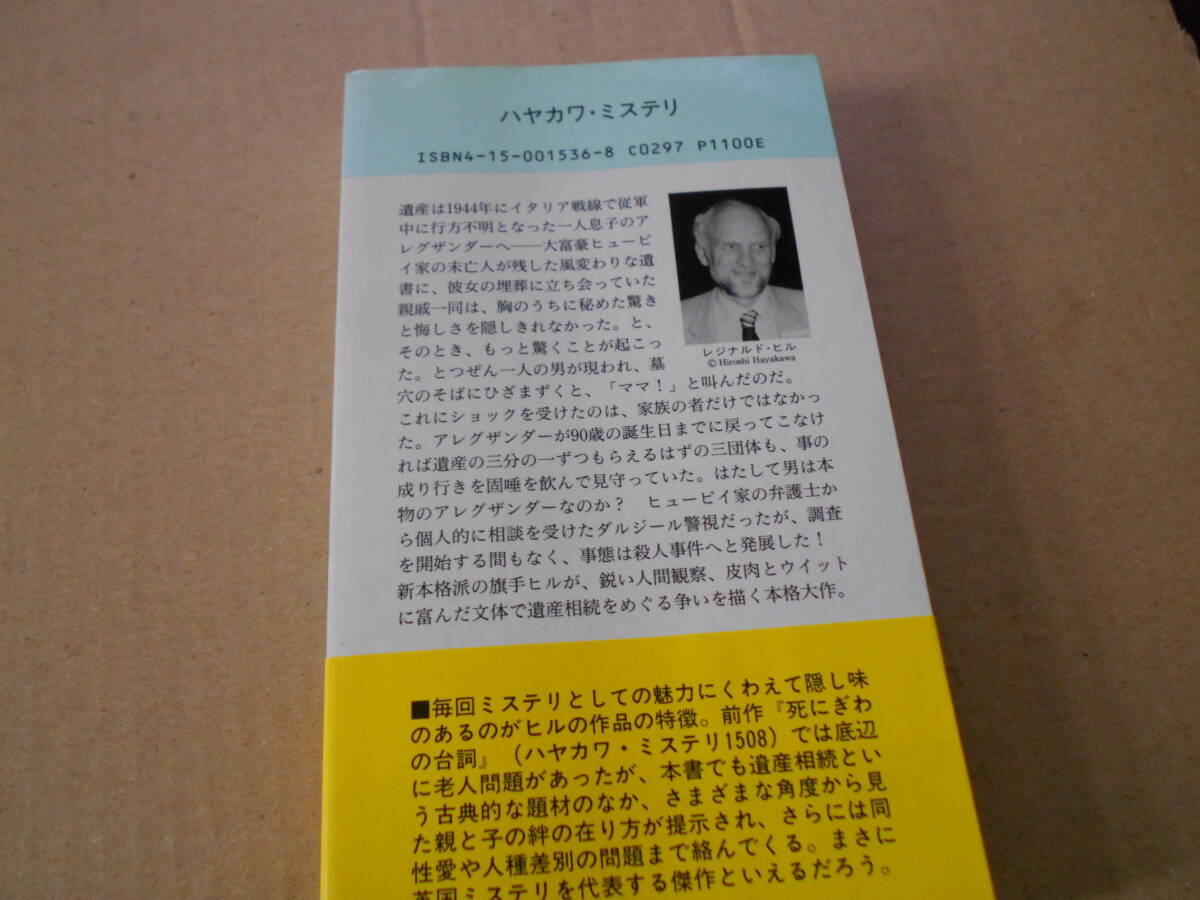 ハヤカワ・ミステリ
ISBN4-15-001536-8 C0297 P1100E
遺産は1944年にイタリア戦線で従軍
中に行方不明となった一人息子のア
レグザンダーへ──大富豪ヒュービ
イ家の未亡人が残した風変わりな遺
書に、彼女の埋葬に立ち会っていた
親戚一同は、胸のうちに秘めた驚き
と悔しさを隠しきれなかった。と、
そのとき、もっと驚くことが起こっ
た。とつぜん一人の男が現われ、墓
穴のそばにひざまずくと、「ママ！」と叫んだのだ。
これにショックを受けたのは、家族の者だけではなかっ
た。アレグザンダーが90歳の誕生日までに戻ってこなけ
れば遺産の三分の一ずつもらえるはずの三団体も、事の
成り行きを固唾を飲んで見守っていた。はたして男は本
物のアレグザンダーなのか？　ヒュービイ家の弁護士か
ら個人的に相談を受けたダルジール警視だったが、調査
を開始する間もなく、事態は殺人事件へと発展した！
新本格派の旗手ヒルが、鋭い人間観察、皮肉とウイット
に富んだ文体で遺産相続をめぐる争いを描く本格大作。
レジナルド・ヒル
©Hiroshi Hayakawa
■毎回ミステリとしての魅力にくわえて隠し味
のあるのがヒルの作品の特徴。前作『死にぎわ
の台詞』（ハヤカワ・ミステリ1508）では底辺
に老人問題があったが、本書でも遺産相続とい
う古典的な題材のなか、さまざまな角度から見
た親と子の絆の在り方が提示され、さらには同
性愛や人種差別の問題まで絡んでくる。まさに
英国ミステリを代表する傑作といえるだろう。